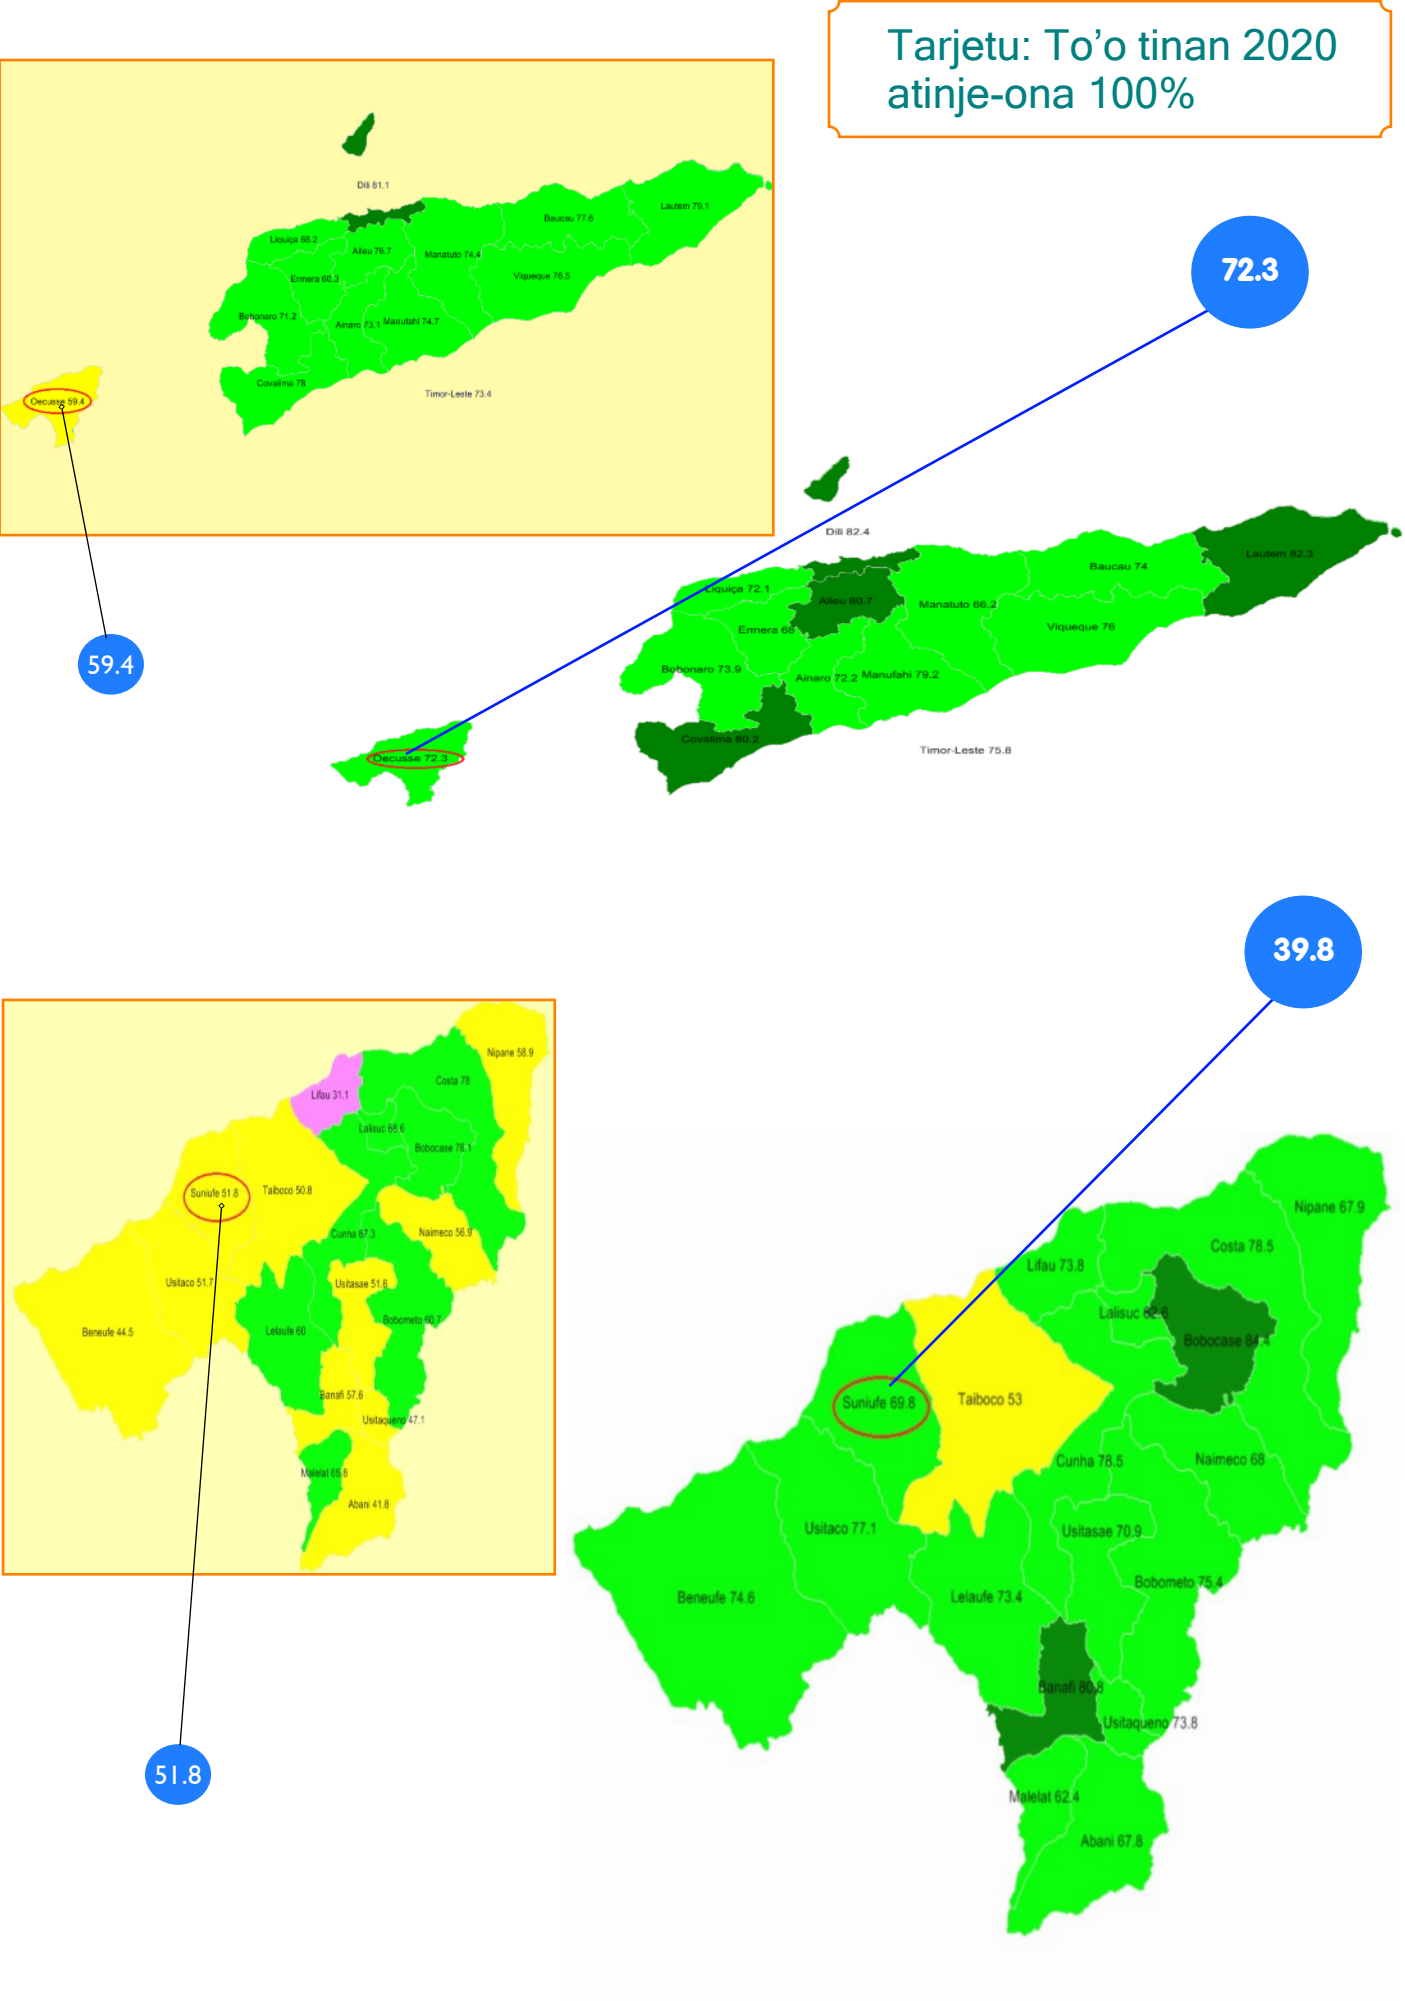 Tarjetu: To’o tinan 2020
atinje-ona 100%
Dili 81.1
Lautem 79.1
Baucau 77.6
Liquiça 68.2
Aileu 76.7
Manatuto 74.4
Viqueque 76.5
Ermera 60.3
Bobonaro 71.2
Ainaro 73.1
Manufahi 74.7
Covalima 78
Timor-Leste 73.4
Oecusse 59.4
59.4
72.3
Dili 82.4
Lautem 82.3
Baucau 74
Liquiça 72.1
Aileu 80.7
Manatuto 66.2
Ermera 68
Viqueque 76
Bobonaro 73.9
Ainaro 72.2
Manufahi 79.2
Covalima 80.2
Timor-Leste 75.8
Oecusse 72.3
39.8
Nipane 58.9
Costa 78
Lifau 31.1
Lalisuc 68.6
Bobocase 76.1
Suniufe 51.8
Taiboco 50.8
Cunha 67.3
Naimeco 56.9
Usitaco 51.7
Usitasae 51.6
Beneufe 44.5
Lelaufe 60
Bobometo 60.7
Banafi 57.6
Usitaqueno 47.1
Malelat 65.8
Abani 41.8
51.8
Nipane 67.9
Costa 78.5
Lifau 73.8
Lalisuc 62.6
Bobocase 84.4
Suniufe 69.8
Taiboco 53
Cunha 78.5
Naimeco 68
Usitaco 77.1
Usitasae 70.9
Beneufe 74.6
Lelaufe 73.4
Bobometo 75.4
Banafi 80.8
Usitaqueno 73.8
Malelat 62.4
Abani 67.8